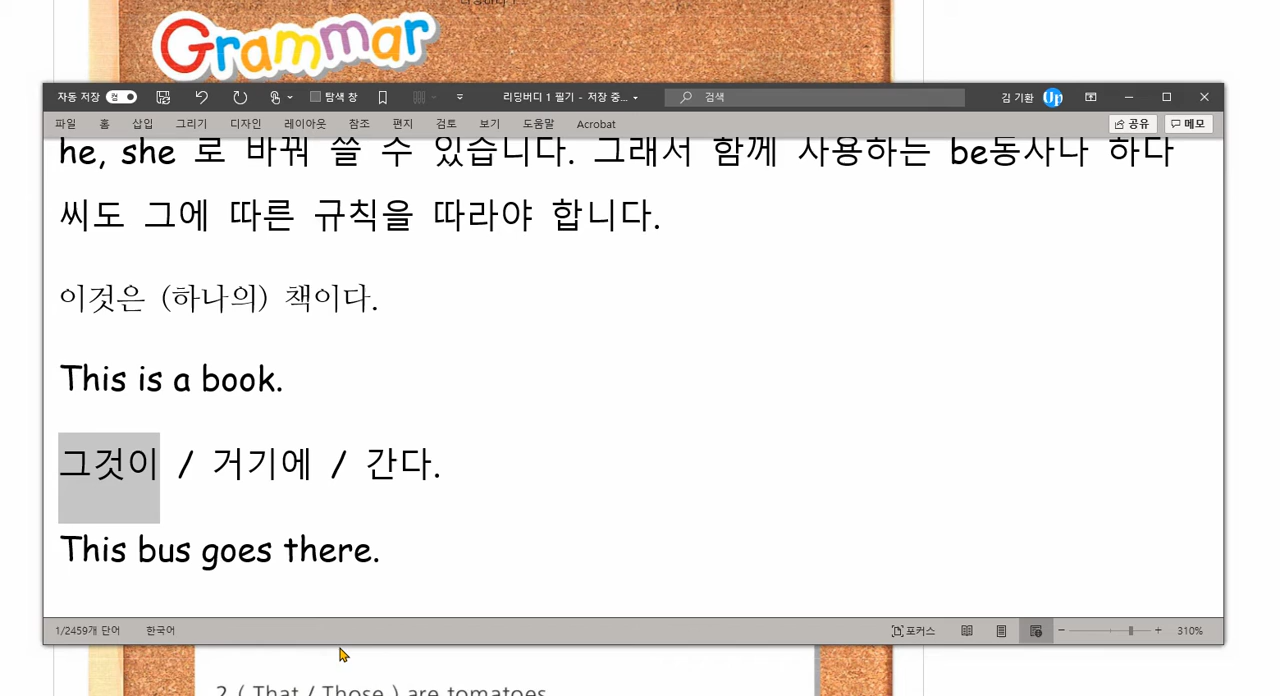 Grammar
자동 저장
탐색 창
리딩버디 1 필기 - 저장 중...
검색
김 기환
Up
파일 홈 삽입 그리기 디자인 레이아웃 참조 편지 검토 보기 도움말 Acrobat
공유
메모
he, she 로 바꿔 쓸 수 있습니다. 그래서 함께 사용하는 be동사나 하다
씨도 그에 따른 규칙을 따라야 합니다.
이것은 (하나의) 책이다.
This is a book.
그것이 / 거기에 / 간다.
This bus goes there.
1/2459개 단어 한국어
포커스
310%
2 ( That / Those ) are tomatoes.